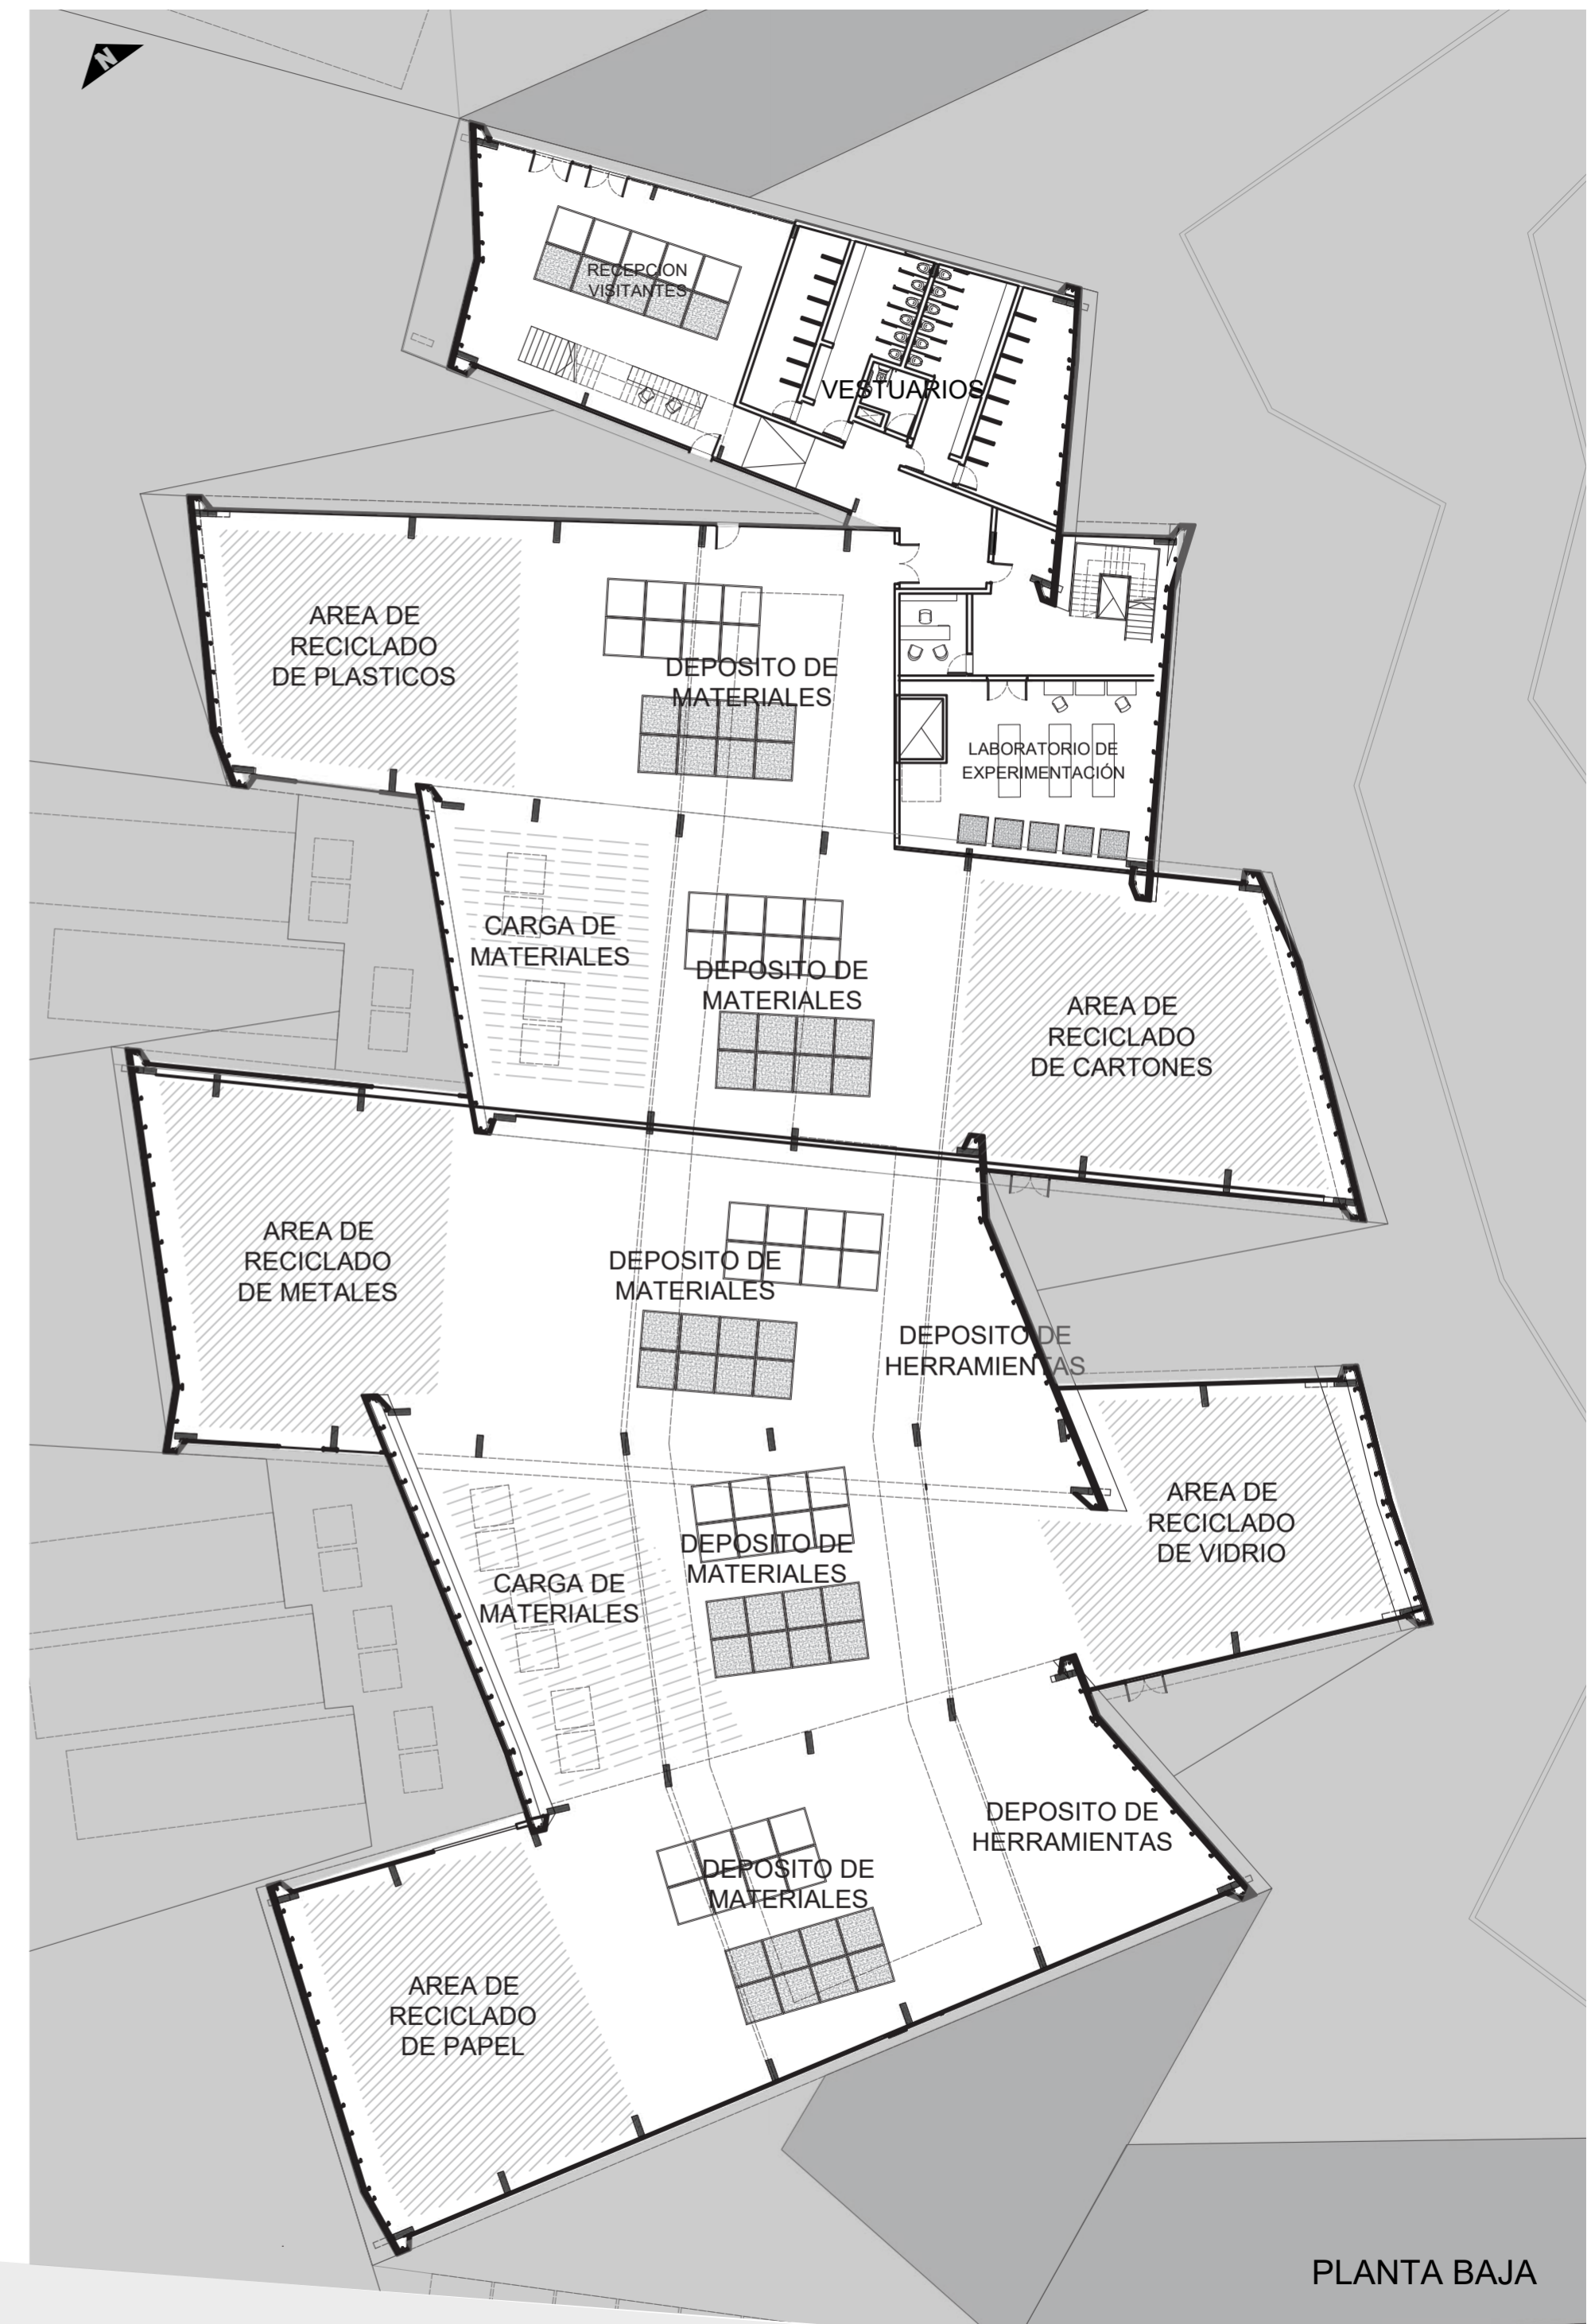 N
RECEPCION
VISITANTES
VESTUARIOS
AREA DE
RECICLADO
DE PLASTICOS
DEPOSITO DE
MATERIALES
LABORATORIO DE
EXPERIMENTACIÓN
CARGA DE
MATERIALES
DEPOSITO DE
MATERIALES
AREA DE
RECICLADO
DE CARTONES
AREA DE
RECICLADO
DE METALES
DEPOSITO DE
MATERIALES
DEPOSITO DE
HERRAMIENTAS
AREA DE
RECICLADO
DE VIDRIO
DEPOSITO DE
MATERIALES
CARGA DE
MATERIALES
DEPOSITO DE
HERRAMIENTAS
DEPOSITO DE
MATERIALES
AREA DE
RECICLADO
DE PAPEL
PLANTA BAJA